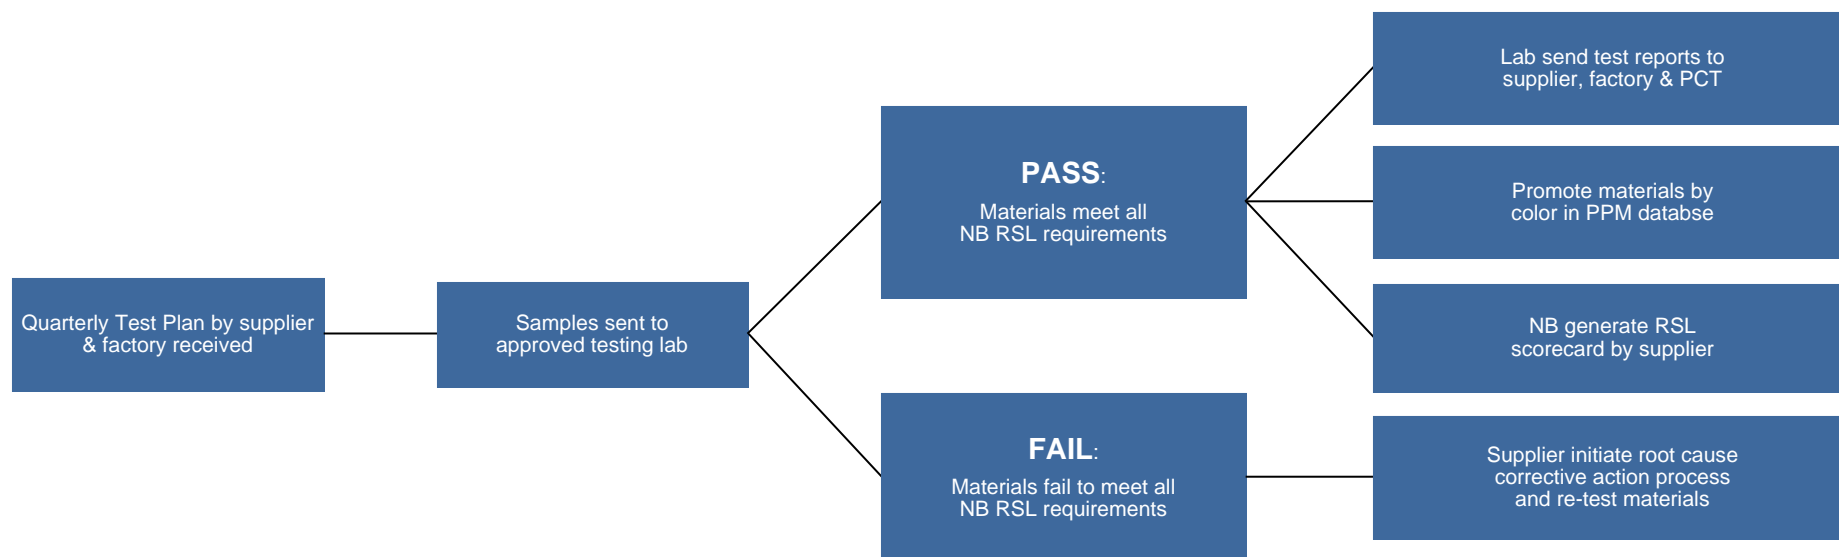 Quarterly Test Plan by supplier
& factory received
Samples sent to
approved testing lab
PASS:
Materials meet all
NB RSL requirements
FAIL:
Materials fail to meet all
NB RSL requirements
Lab send test reports to
supplier, factory & PCT
Promote materials by
color in PPM databse
NB generate RSL
scorecard by supplier
Supplier initiate root cause
corrective action process
and re-test materials